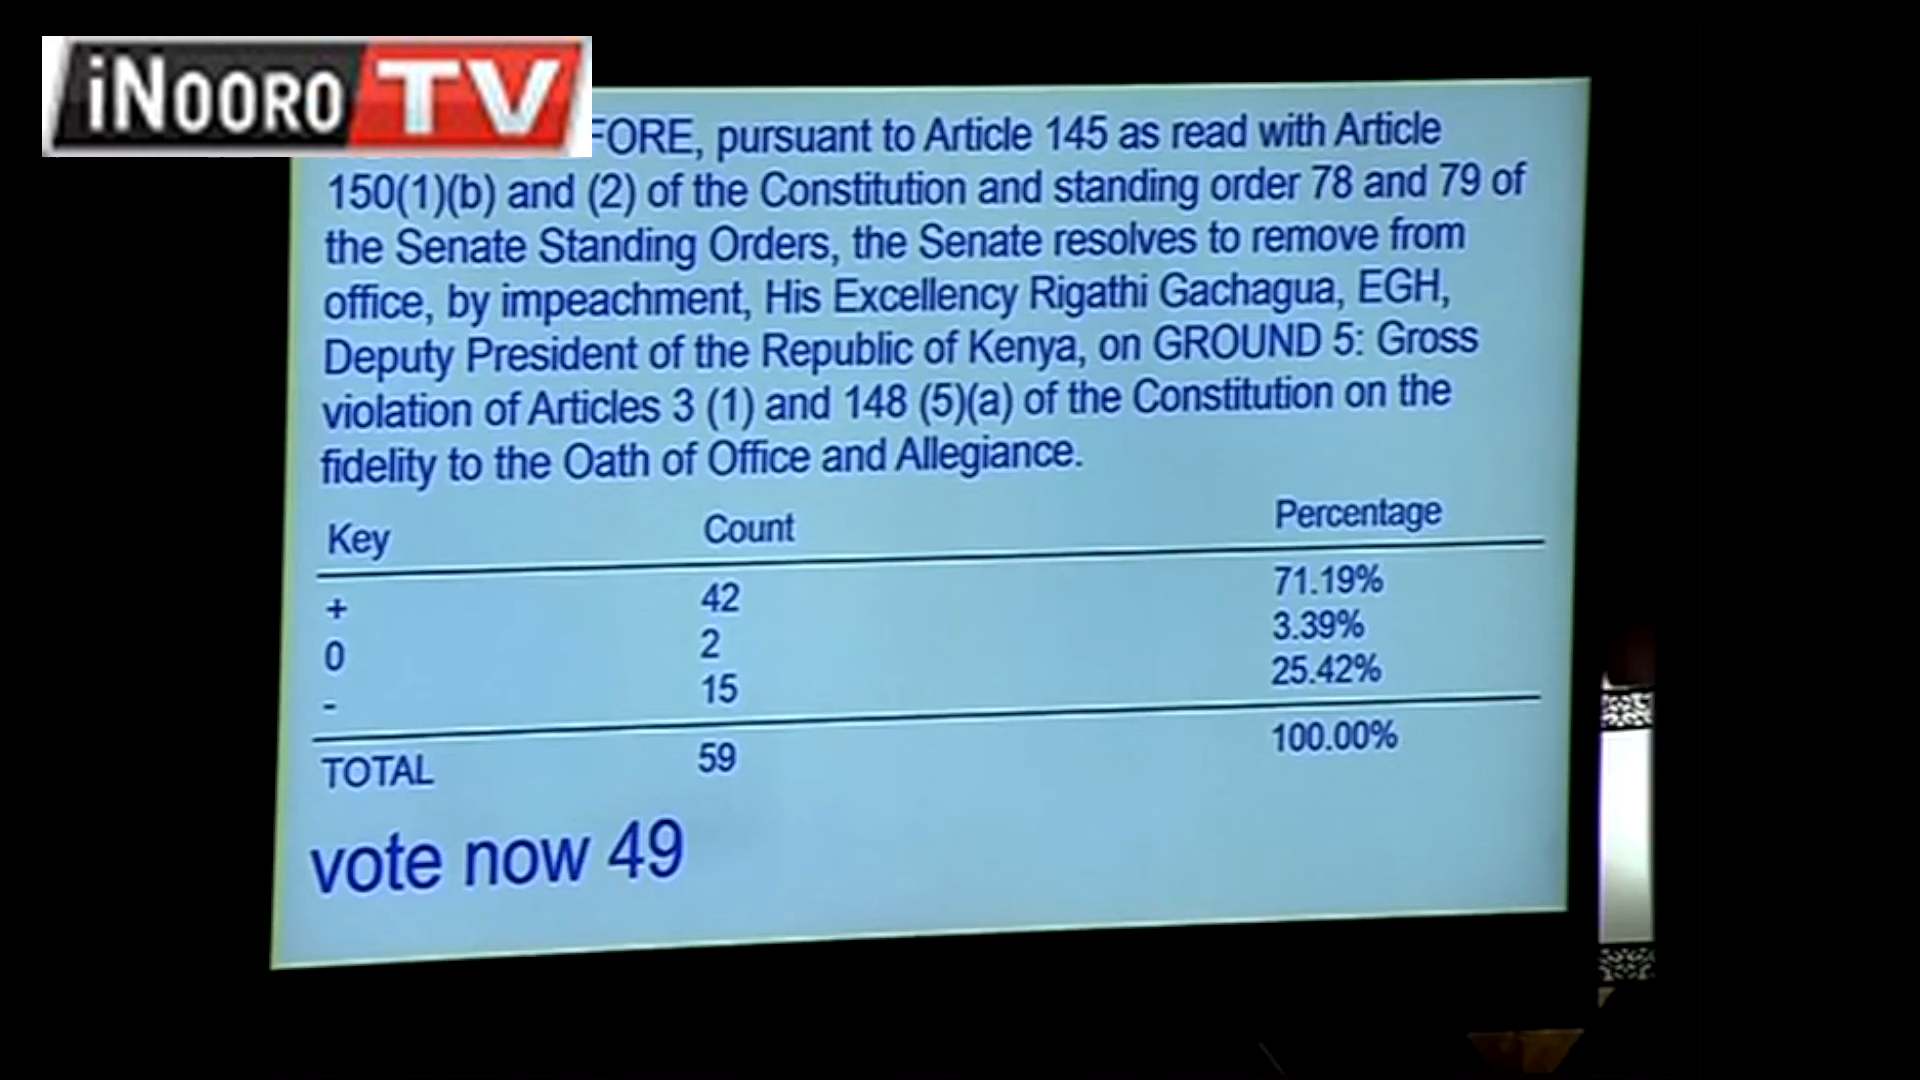 iNOORO TV
FORE, pursuant to Article 145 as read with Article
150(1)(b) and (2) of the Constitution and standing order 78 and 79 of
the Senate Standing Orders, the Senate resolves to remove from
office, by impeachment, His Excellency Rigathi Gachagua, EGH,
Deputy President of the Republic of Kenya, on GROUND 5: Gross
violation of Articles 3 (1) and 148 (5)(a) of the Constitution on the
fidelity to the Oath of Office and Allegiance.
Key Count Percentage
+ 42 71.19%
0 2 3.39%
- 15 25.42%
TOTAL 59 100.00%
vote now 49